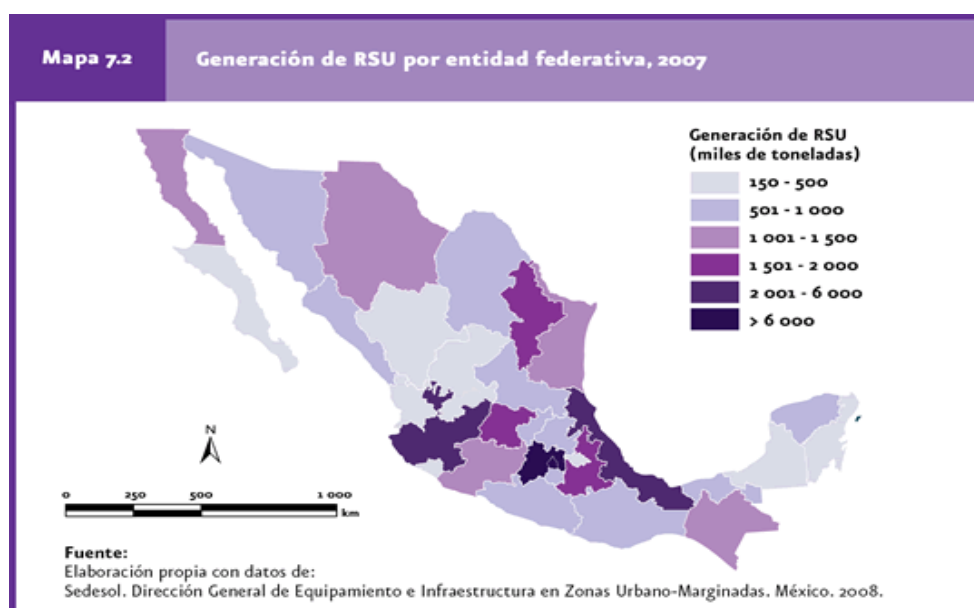 Mapa 7.2
Generación de RSU por entidad federativa, 2007
Generación de RSU
(miles de toneladas)
150 - 500
501 - 1 000
1 001 - 1 500
1 501 - 2 000
2 001 - 6 000
> 6 000
N
0 250 500 1 000
km
Fuente:
Elaboración propia con datos de:
Sedesol. Dirección General de Equipamiento e Infraestructura en Zonas Urbano-Marginadas. México. 2008.